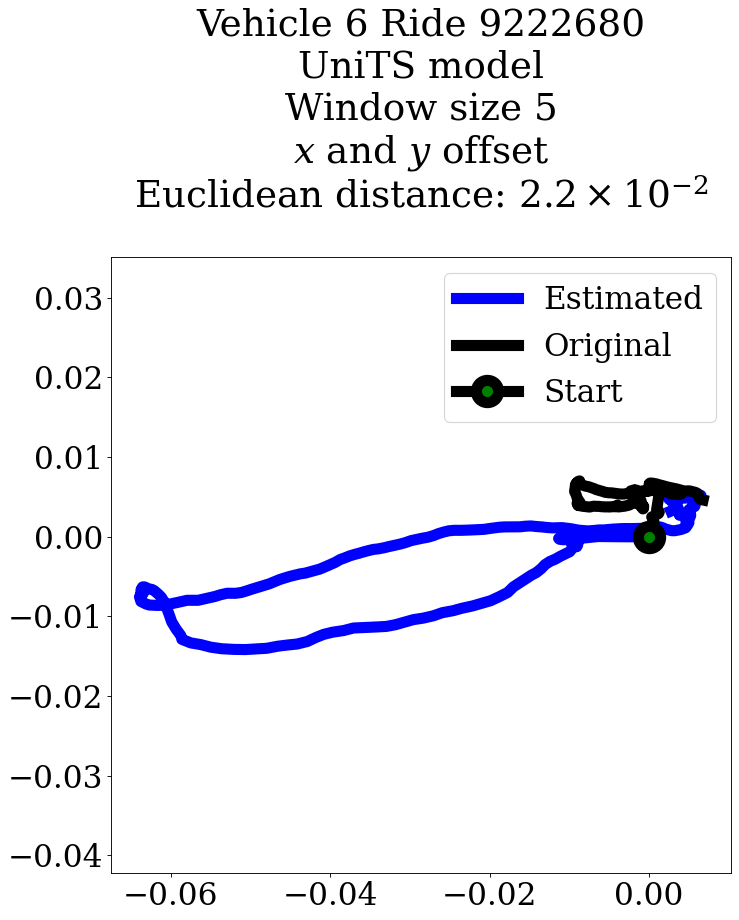 Vehicle 6 Ride 9222680
UniTS model
Window size 5
x and y offset
Euclidean distance: 2.2 × 10⁻²
Estimated
Original
Start
0.03
0.02
0.01
0.00
−0.01
−0.02
−0.03
−0.04
−0.06
−0.04
−0.02
0.00